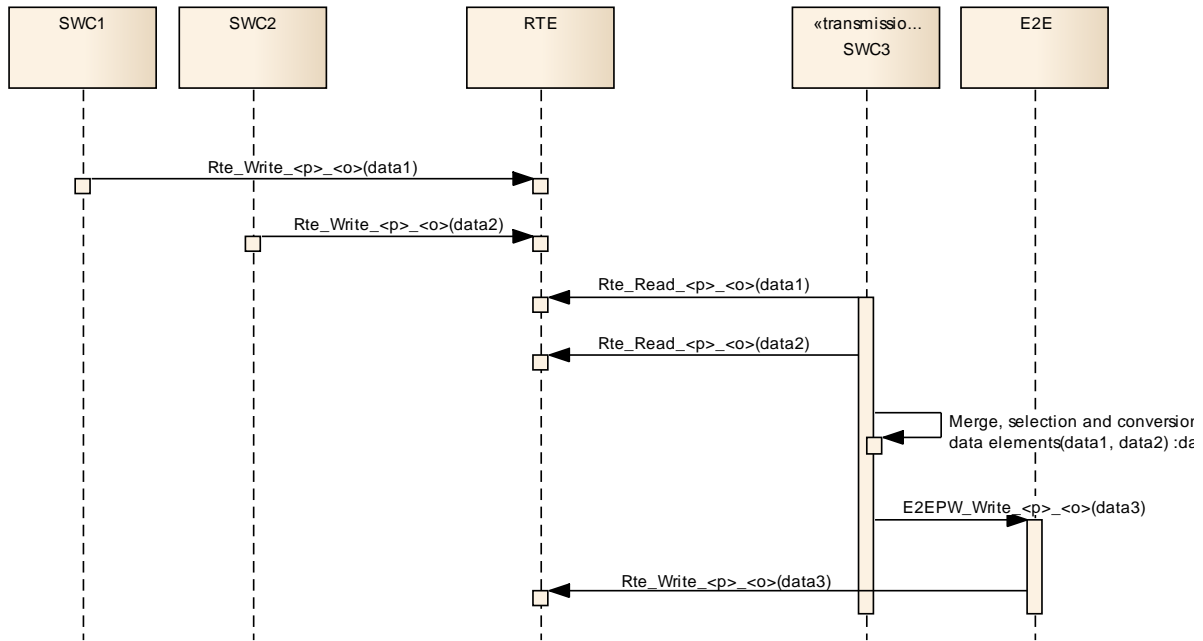 SWC1
SWC2
RTE
«transmissio...
SWC3
E2E
Rte_Write_<p>_<o>(data1)
Rte_Write_<p>_<o>(data2)
Rte_Read_<p>_<o>(data1)
Rte_Read_<p>_<o>(data2)
Merge, selection and conversion
data elements(data1, data2) :da
E2EPW_Write_<p>_<o>(data3)
Rte_Write_<p>_<o>(data3)